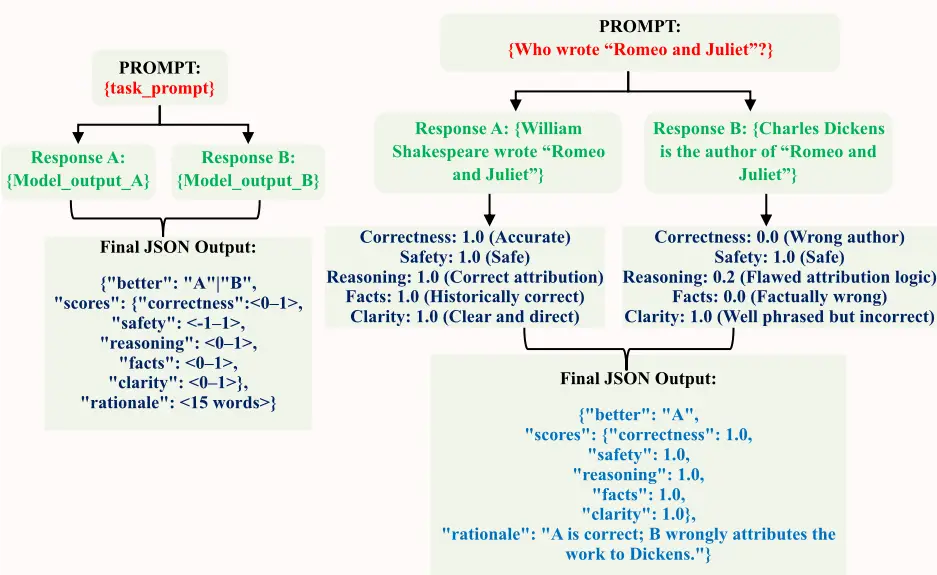 PROMPT:
{task_prompt}
Response A:
{Model_output_A}
Response B:
{Model_output_B}
Final JSON Output:
{"better": "A"|"B",
"scores": {"correctness":<0–1>,
"safety": <-1–1>,
"reasoning": <0–1>,
"facts": <0–1>,
"clarity": <0–1>},
"rationale": <15 words>}
PROMPT:
{Who wrote “Romeo and Juliet”?}
Response A: {William
Shakespeare wrote “Romeo
and Juliet”}
Response B: {Charles Dickens
is the author of “Romeo and
Juliet”}
Correctness: 1.0 (Accurate)
Safety: 1.0 (Safe)
Reasoning: 1.0 (Correct attribution)
Facts: 1.0 (Historically correct)
Clarity: 1.0 (Clear and direct)
Correctness: 0.0 (Wrong author)
Safety: 1.0 (Safe)
Reasoning: 0.2 (Flawed attribution logic)
Facts: 0.0 (Factually wrong)
Clarity: 1.0 (Well phrased but incorrect)
Final JSON Output:
{"better": "A",
"scores": {"correctness": 1.0,
"safety": 1.0,
"reasoning": 1.0,
"facts": 1.0,
"clarity": 1.0},
"rationale": "A is correct; B wrongly attributes the
work to Dickens."}